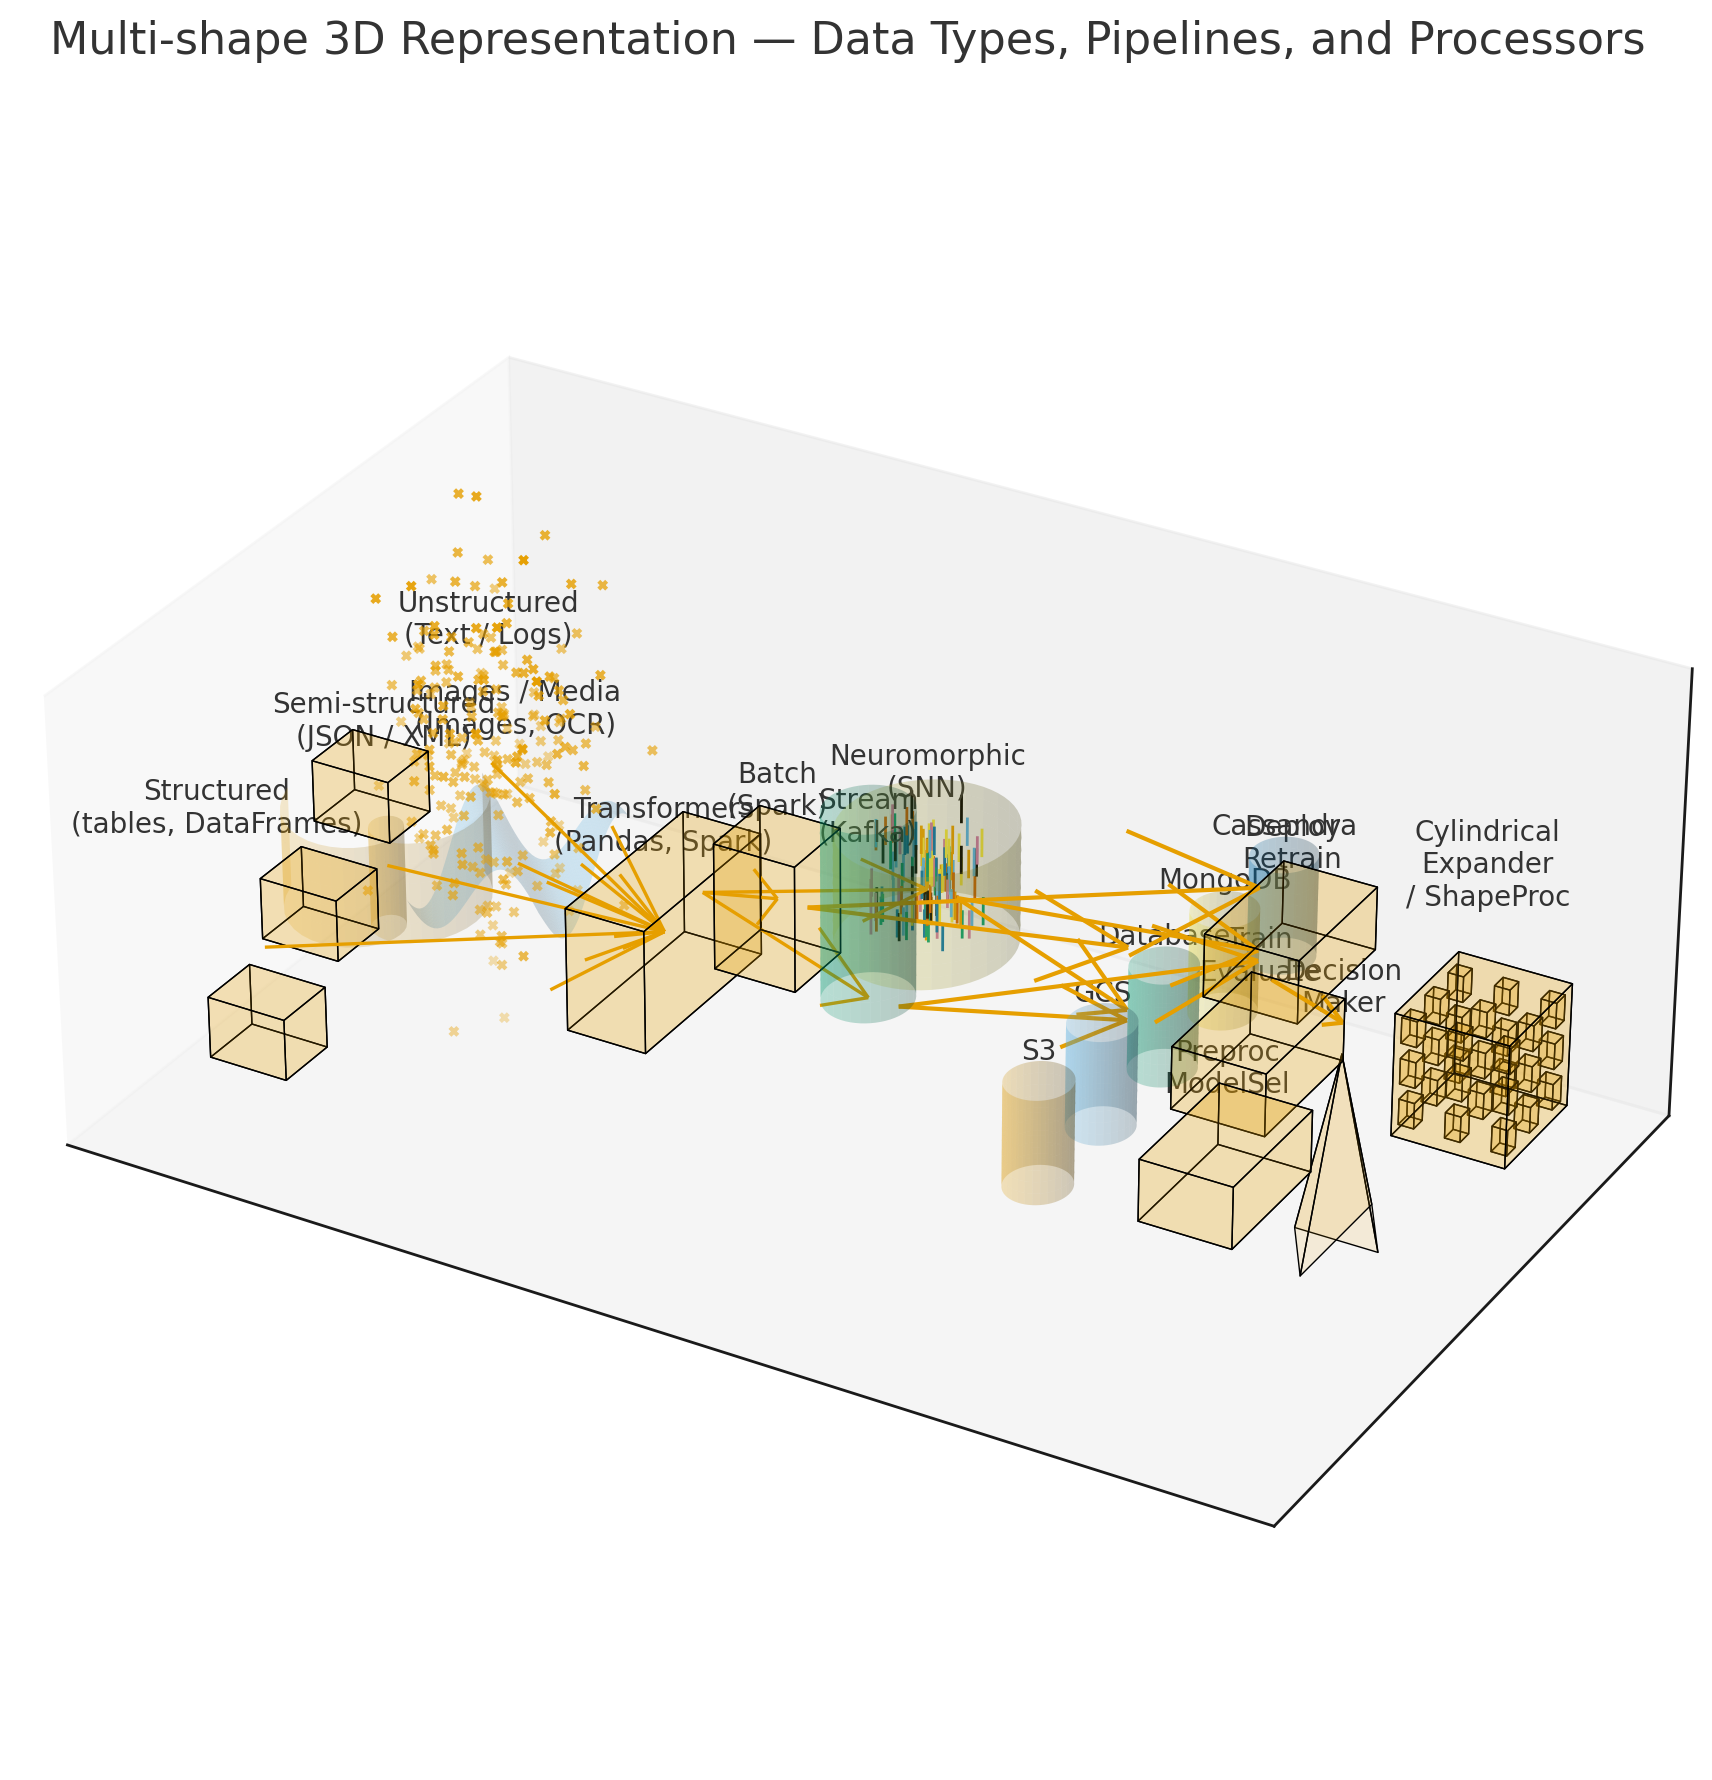 Multi-shape 3D Representation — Data Types, Pipelines, and Processors
Unstructured
(Text / Logs)
Images / Media
(Images, OCR)
Semi-structured
(JSON / XML)
Structured
(tables, DataFrames)
Transformers
(Pandas, Spark)
Batch
(Spark)
Neuromorphic
(SNN)
Stream
(Kafka)
Cassandra
Deploy
Retrain
MongoDB
Database
Train
Evaluate
Decision
Maker
GCS
S3
Preproc
ModelSel
Cylindrical
Expander
/ ShapeProc